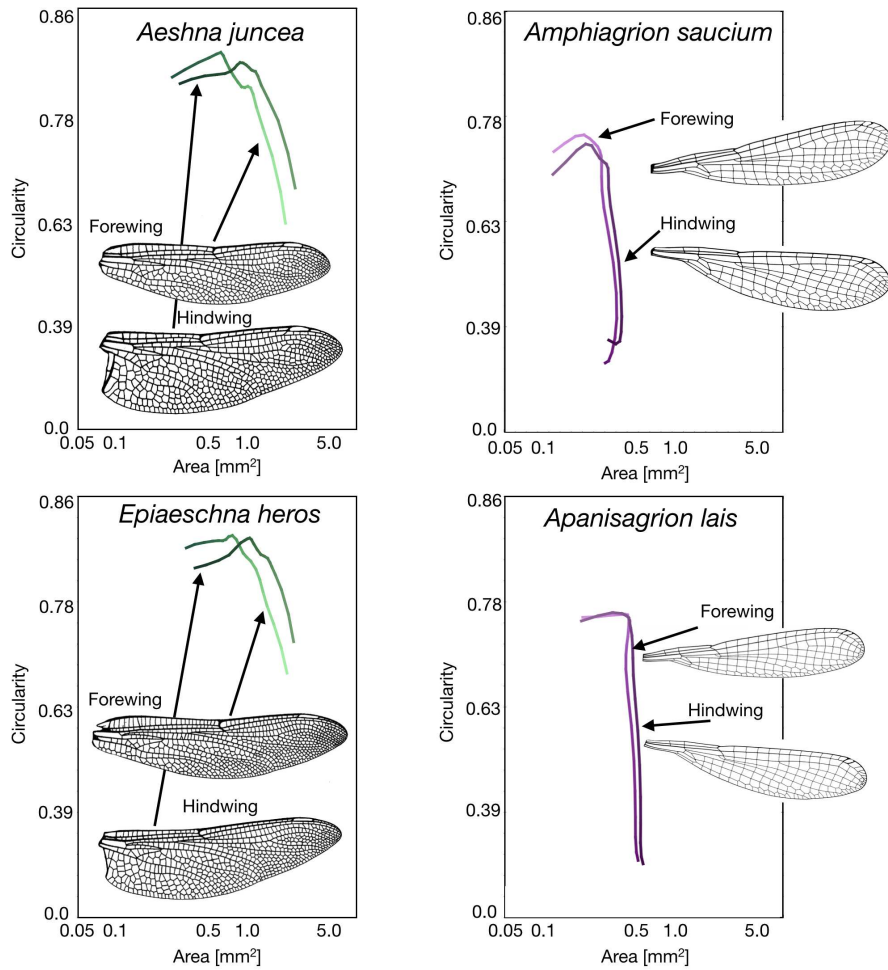 Aeshna juncea
0.86
0.78
0.63
0.39
0.0
Circularity
Forewing
Hindwing
0.05 0.1 0.5 1.0 5.0
Area [mm²]
Amphiagrion saucium
0.86
0.78
0.63
0.39
0.0
Circularity
Forewing
Hindwing
0.05 0.1 0.5 1.0 5.0
Area [mm²]
Epiaeschna heros
0.86
0.78
0.63
0.39
0.0
Circularity
Forewing
Hindwing
0.05 0.1 0.5 1.0 5.0
Area [mm²]
Apanisagrion lais
0.86
0.78
0.63
0.39
0.0
Circularity
Forewing
Hindwing
0.05 0.1 0.5 1.0 5.0
Area [mm²]